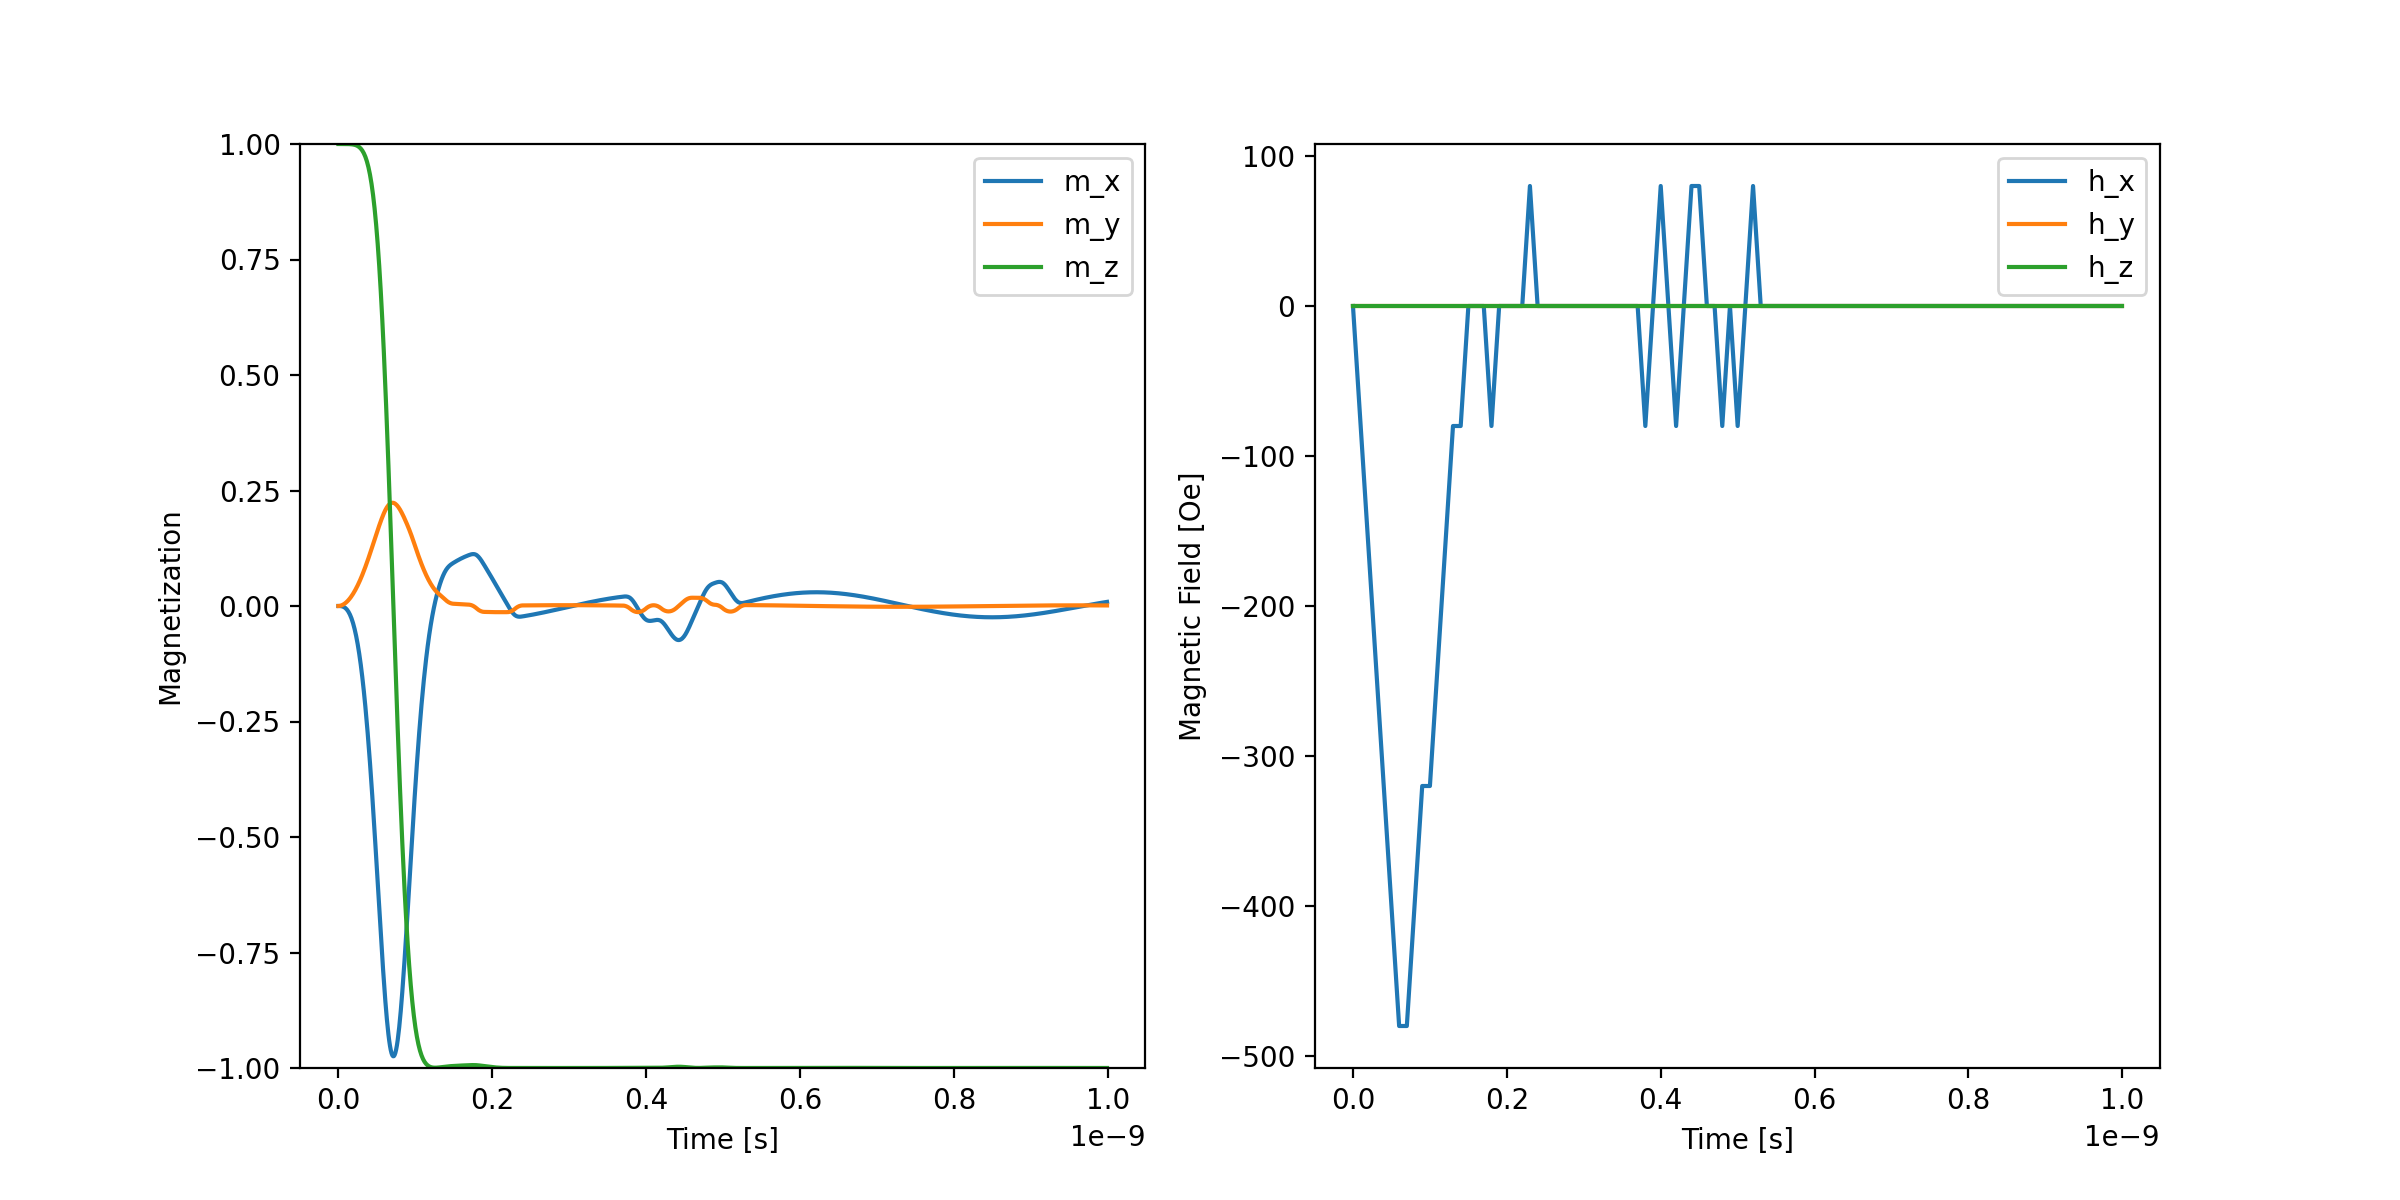 1.00
0.75
0.50
0.25
0.00
−0.25
−0.50
−0.75
−1.00
Magnetization
0.0 0.2 0.4 0.6 0.8 1.0
1e−9
Time [s]
m_x
m_y
m_z
100
0
−100
−200
−300
−400
−500
Magnetic Field [Oe]
0.0 0.2 0.4 0.6 0.8 1.0
1e−9
Time [s]
h_x
h_y
h_z